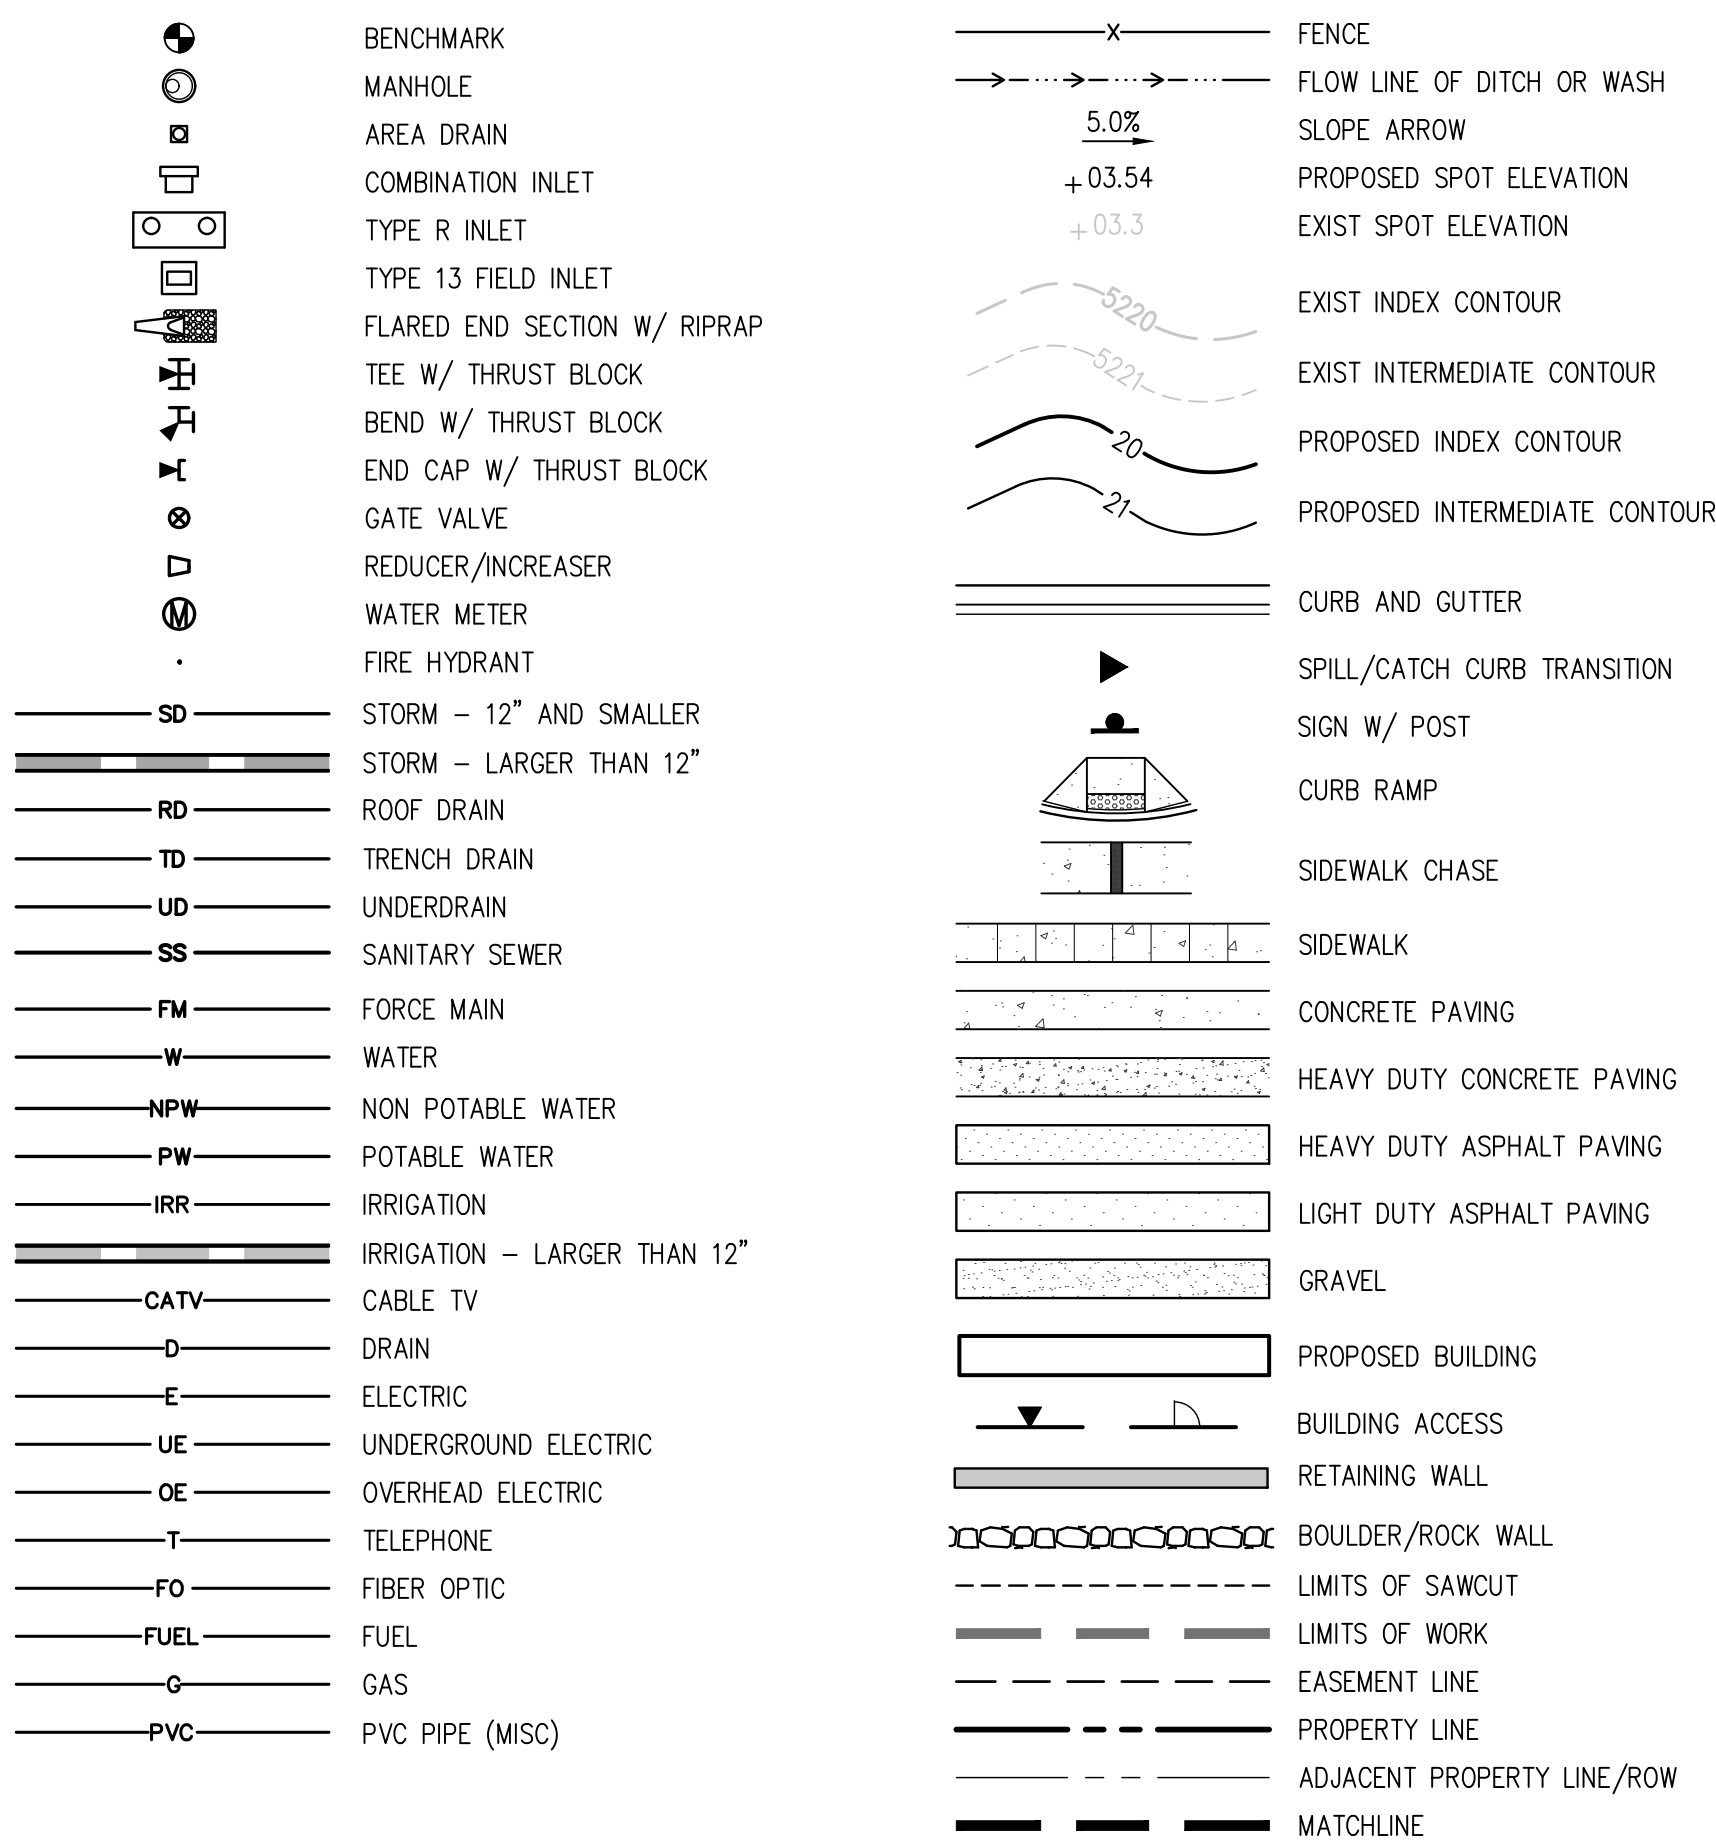 BENCHMARK
MANHOLE
AREA DRAIN
COMBINATION INLET
TYPE R INLET
TYPE 13 FIELD INLET
FLARED END SECTION W/ RIPRAP
TEE W/ THRUST BLOCK
BEND W/ THRUST BLOCK
END CAP W/ THRUST BLOCK
GATE VALVE
REDUCER/INCREASER
M WATER METER
FIRE HYDRANT
SD STORM - 12" AND SMALLER
STORM - LARGER THAN 12"
RD ROOF DRAIN
TD TRENCH DRAIN
UD UNDERDRAIN
SS SANITARY SEWER
FM FORCE MAIN
W WATER
NPW NON POTABLE WATER
PW POTABLE WATER
IRR IRRIGATION
IRRIGATION - LARGER THAN 12"
CATV CABLE TV
D DRAIN
E ELECTRIC
UE UNDERGROUND ELECTRIC
OE OVERHEAD ELECTRIC
T TELEPHONE
FO FIBER OPTIC
FUEL FUEL
G GAS
PVC PVC PIPE (MISC)
X FENCE
FLOW LINE OF DITCH OR WASH
5.0% SLOPE ARROW
+03.54 PROPOSED SPOT ELEVATION
+03.3 EXIST SPOT ELEVATION
5220 EXIST INDEX CONTOUR
5221 EXIST INTERMEDIATE CONTOUR
20 PROPOSED INDEX CONTOUR
21 PROPOSED INTERMEDIATE CONTOUR
CURB AND GUTTER
SPILL/CATCH CURB TRANSITION
SIGN W/ POST
CURB RAMP
SIDEWALK CHASE
SIDEWALK
CONCRETE PAVING
HEAVY DUTY CONCRETE PAVING
HEAVY DUTY ASPHALT PAVING
LIGHT DUTY ASPHALT PAVING
GRAVEL
PROPOSED BUILDING
BUILDING ACCESS
RETAINING WALL
BOULDER/ROCK WALL
LIMITS OF SAWCUT
LIMITS OF WORK
EASEMENT LINE
PROPERTY LINE
ADJACENT PROPERTY LINE/ROW
MATCHLINE